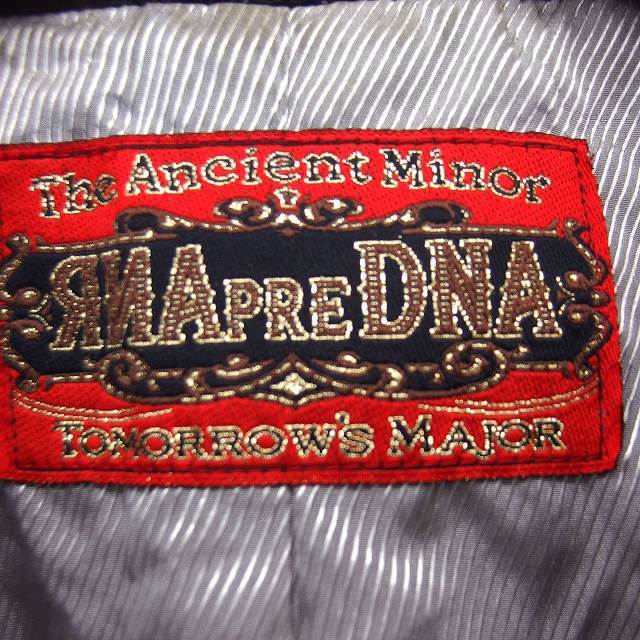 The Ancient Minor
ЯИAPREDNA
TOMORROW'S MAJOR